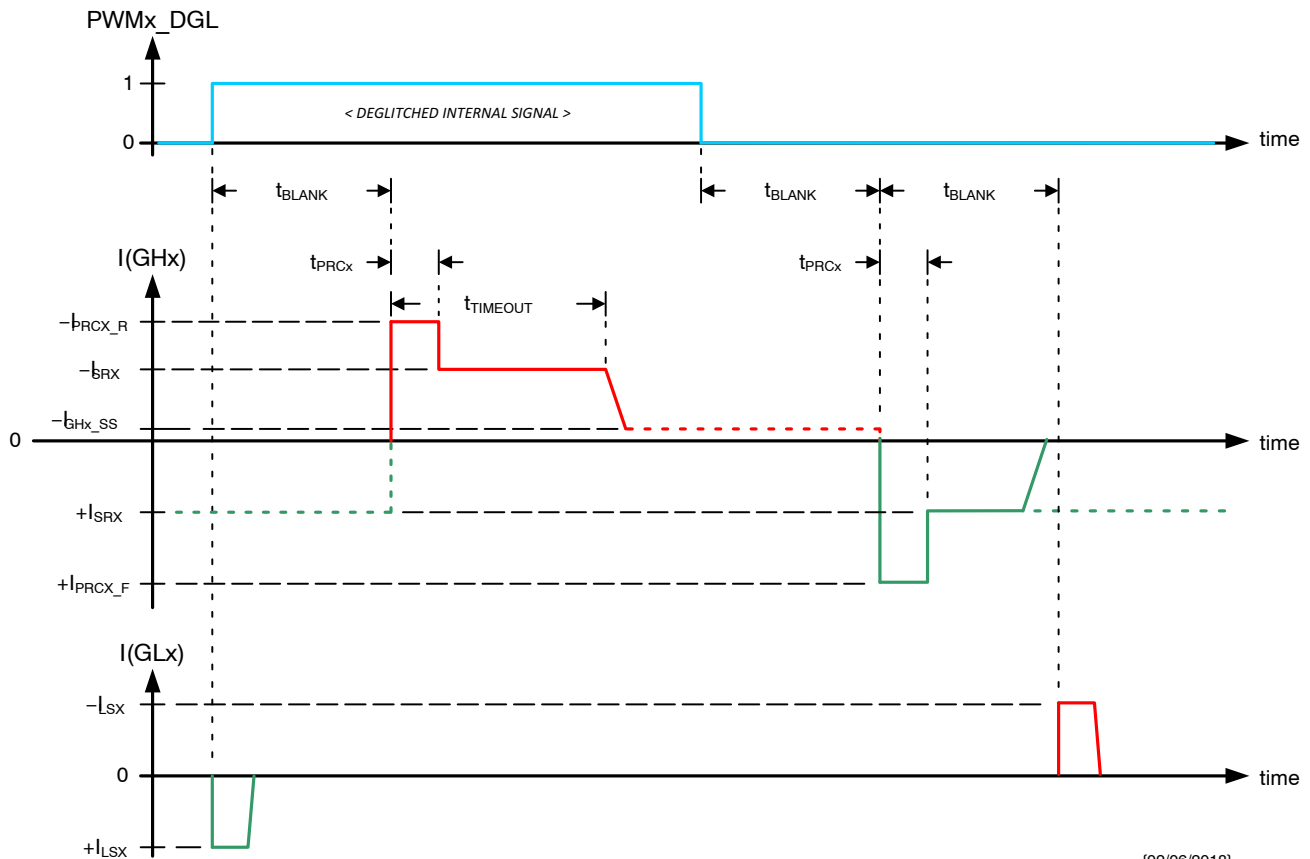 PWMx_DGL
1
< DEGLITCHED INTERNAL SIGNAL >
0
time
tBLANK
tBLANK
tBLANK
I(GHx)
tPRCx
tPRCx
tTIMEOUT
−IPRCX_R
−ISRX
−IGHx_SS
0
time
+ISRX
+IPRCX_F
I(GLx)
−ILSX
0
time
+ILSX